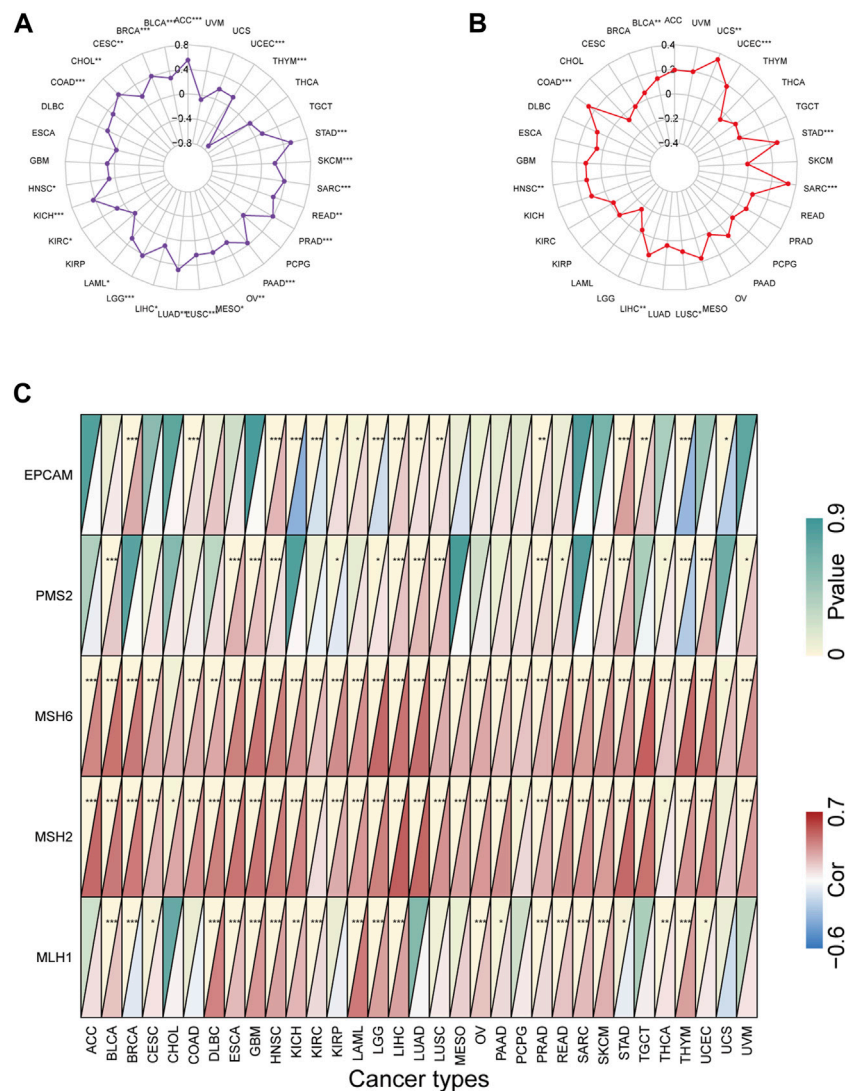 A
ACC***
UVM
UCS
UCEC***
THYM***
THCA
TGCT
STAD***
SKCM***
SARC***
READ**
PRAD***
PCPG
PAAD***
OV**
MESO*
LUSC***
LIHC*
LGG***
LAML*
KIRP
KIRC*
KICH***
HNSC*
GBM
ESCA
DLBC
COAD***
CHOL**
CESC**
BRCA***
0.8
0.4
0
−0.4
−0.8
B
ACC
UVM
UCS**
UCEC***
THYM
THCA
TGCT
STAD***
SKCM
SARC***
READ
PRAD
PCPG
PAAD
OV
MESO
LUSC*
LUAD
LIHC**
LGG
LAML
KIRP
KIRC
KICH
HNSC**
GBM
ESCA
DLBC
COAD***
CHOL
CESC
BRCA
BLCA**
0.4
0.2
0
−0.2
−0.4
C
EPCAM
*** *** *** *** *** * * *** *** ** ** ** *** ** *** *
PMS2
*** *** *** *** * * *** *** *** *** * ** *** * *** *** *
MSH6
MSH2
MLH1
ACC BLCA BRCA CESC CHOL COAD DLBC ESCA GBM HNSC KICH KIRC KIRP LAML LGG LIHC LUAD LUSC MESO OV PAAD PCPG PRAD READ SARC SKCM STAD TGCT THCA THYM UCEC UCS UVM
Cancer types
0.9
Pvalue
0
0.7
Cor
−0.6